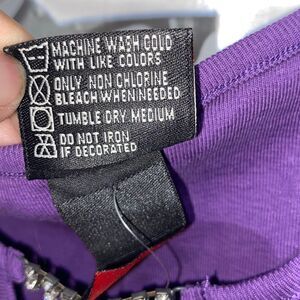 MACHINE WASH COLD
WITH LIKE COLORS
ONLY NON CHLORINE
BLEACH WHEN NEEDED
TUMBLE DRY MEDIUM
DO NOT IRON
IF DECORATED